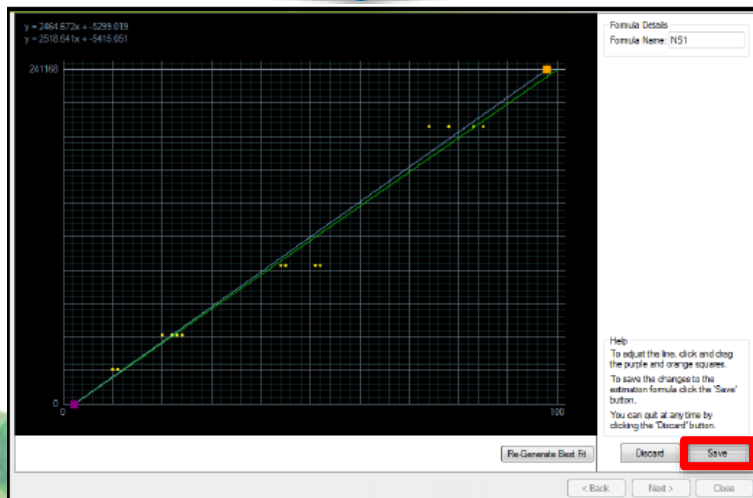 y = 2464.672x + -5299.019
y = 2518.641x + -5415.051
241168
0
0
100
Formula Details
Formula Name: NS1
Help
To adjust the line, click and drag
the purple and orange squares.
To save the changes to the
estimation formula click the 'Save'
button.
You can quit at any time by
clicking the 'Discard' button.
Re-Generate Best Fit
Discard
Save
< Back
Next >
Close